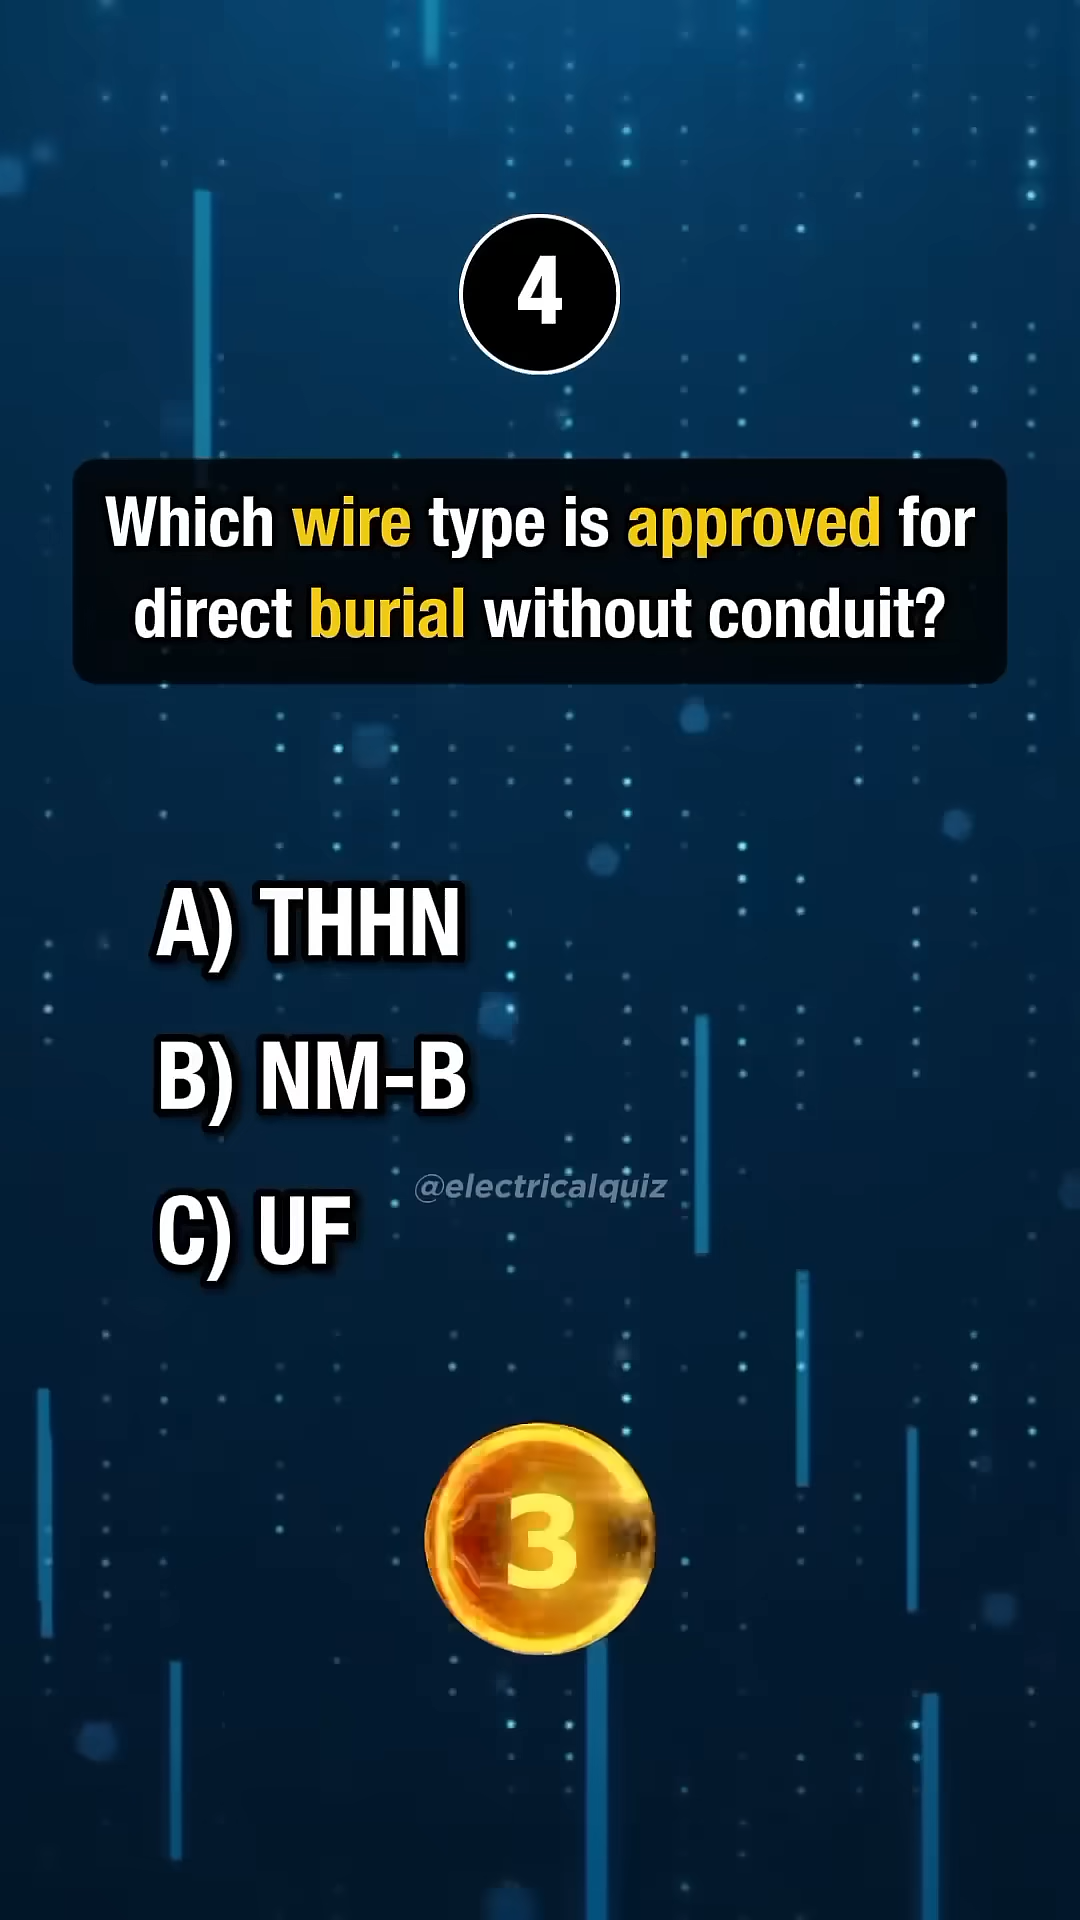 4
Which wire type is approved for
direct burial without conduit?
A) THHN
B) NM-B
@electricalquiz
C) UF
3